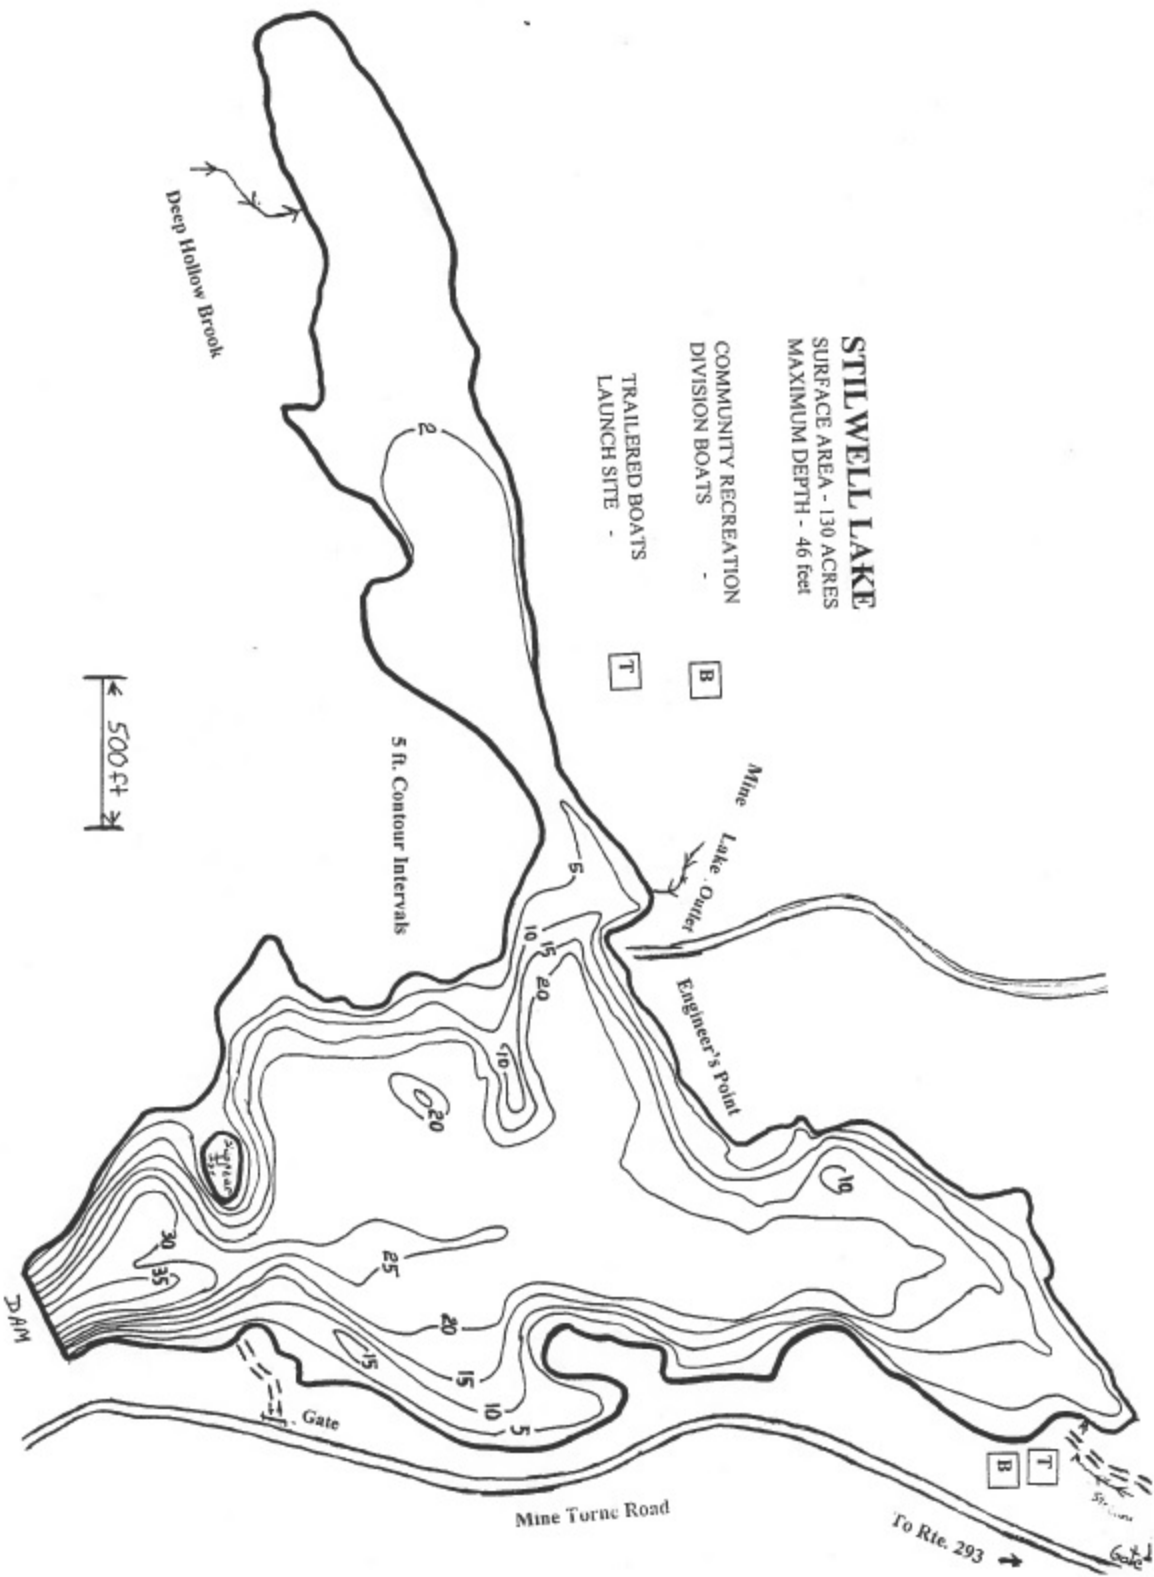 STILWELL LAKE
SURFACE AREA - 130 ACRES
MAXIMUM DEPTH - 46 feet
COMMUNITY RECREATION
DIVISION BOATS - B
TRAILERED BOATS
LAUNCH SITE - T
Deep Hollow Brook
2
500ft
5 ft. Contour Intervals
Mine Lake Outlet
Engineer's Point
5
10
15
20
10
20
10
30
35
25
20
15
15
10
5
DAM
Gate
Mine Torne Road
To Rte. 293
T
B
Gate